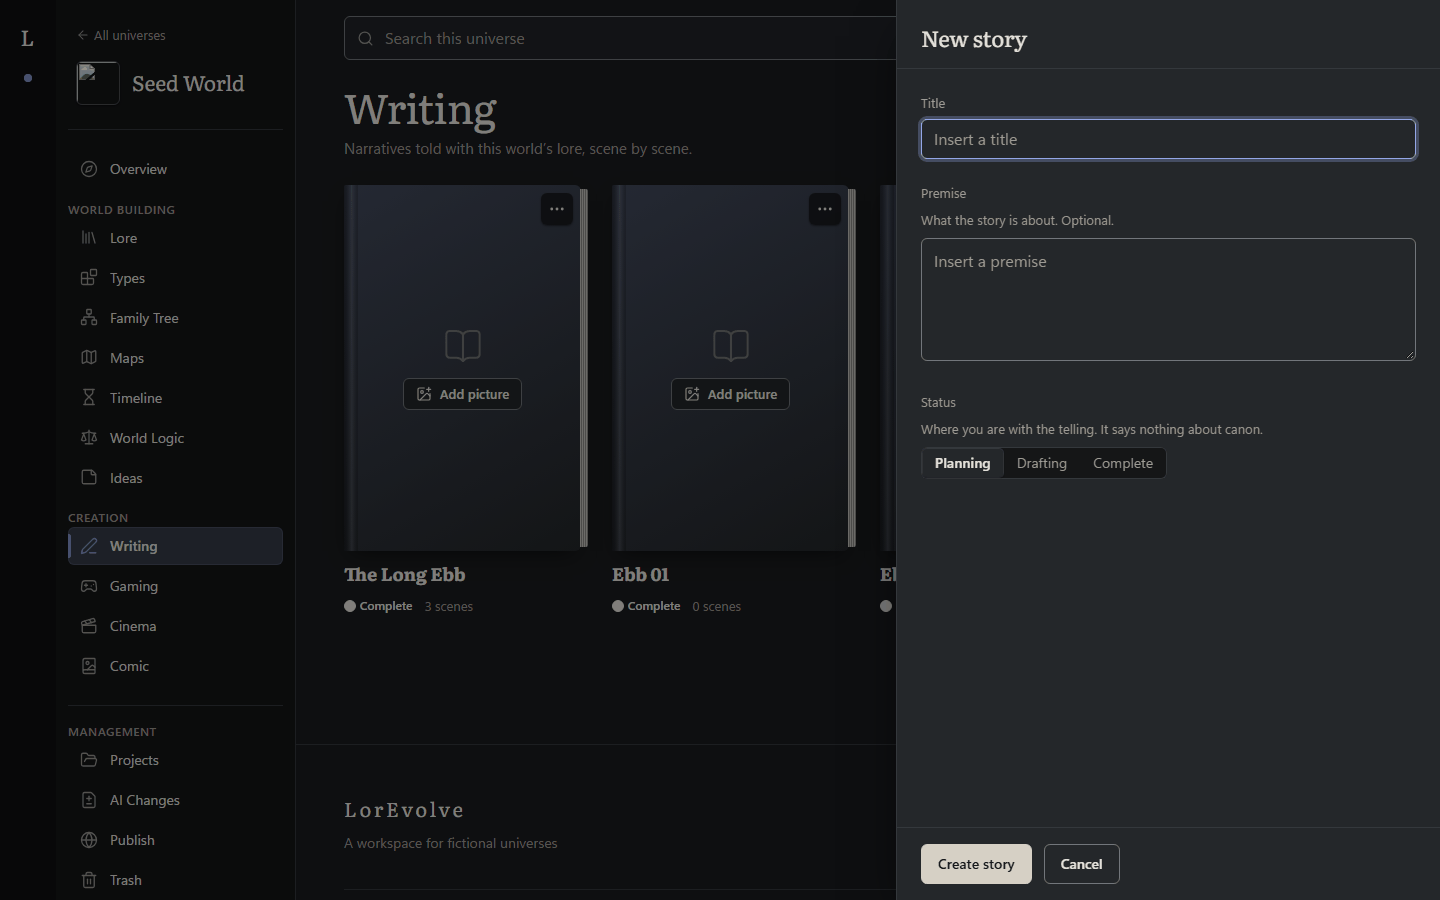 L
All universes
Seed World
Overview
WORLD BUILDING
Lore
Types
Family Tree
Maps
Timeline
World Logic
Ideas
CREATION
Writing
Gaming
Cinema
Comic
MANAGEMENT
Projects
AI Changes
Publish
Trash
Search this universe
Writing
Narratives told with this world's lore, scene by scene.
Add picture
Add picture
The Long Ebb
Ebb 01
Complete 3 scenes
Complete 0 scenes
LorEvolve
A workspace for fictional universes
New story
Title
Insert a title
Premise
What the story is about. Optional.
Insert a premise
Status
Where you are with the telling. It says nothing about canon.
Planning Drafting Complete
Create story Cancel